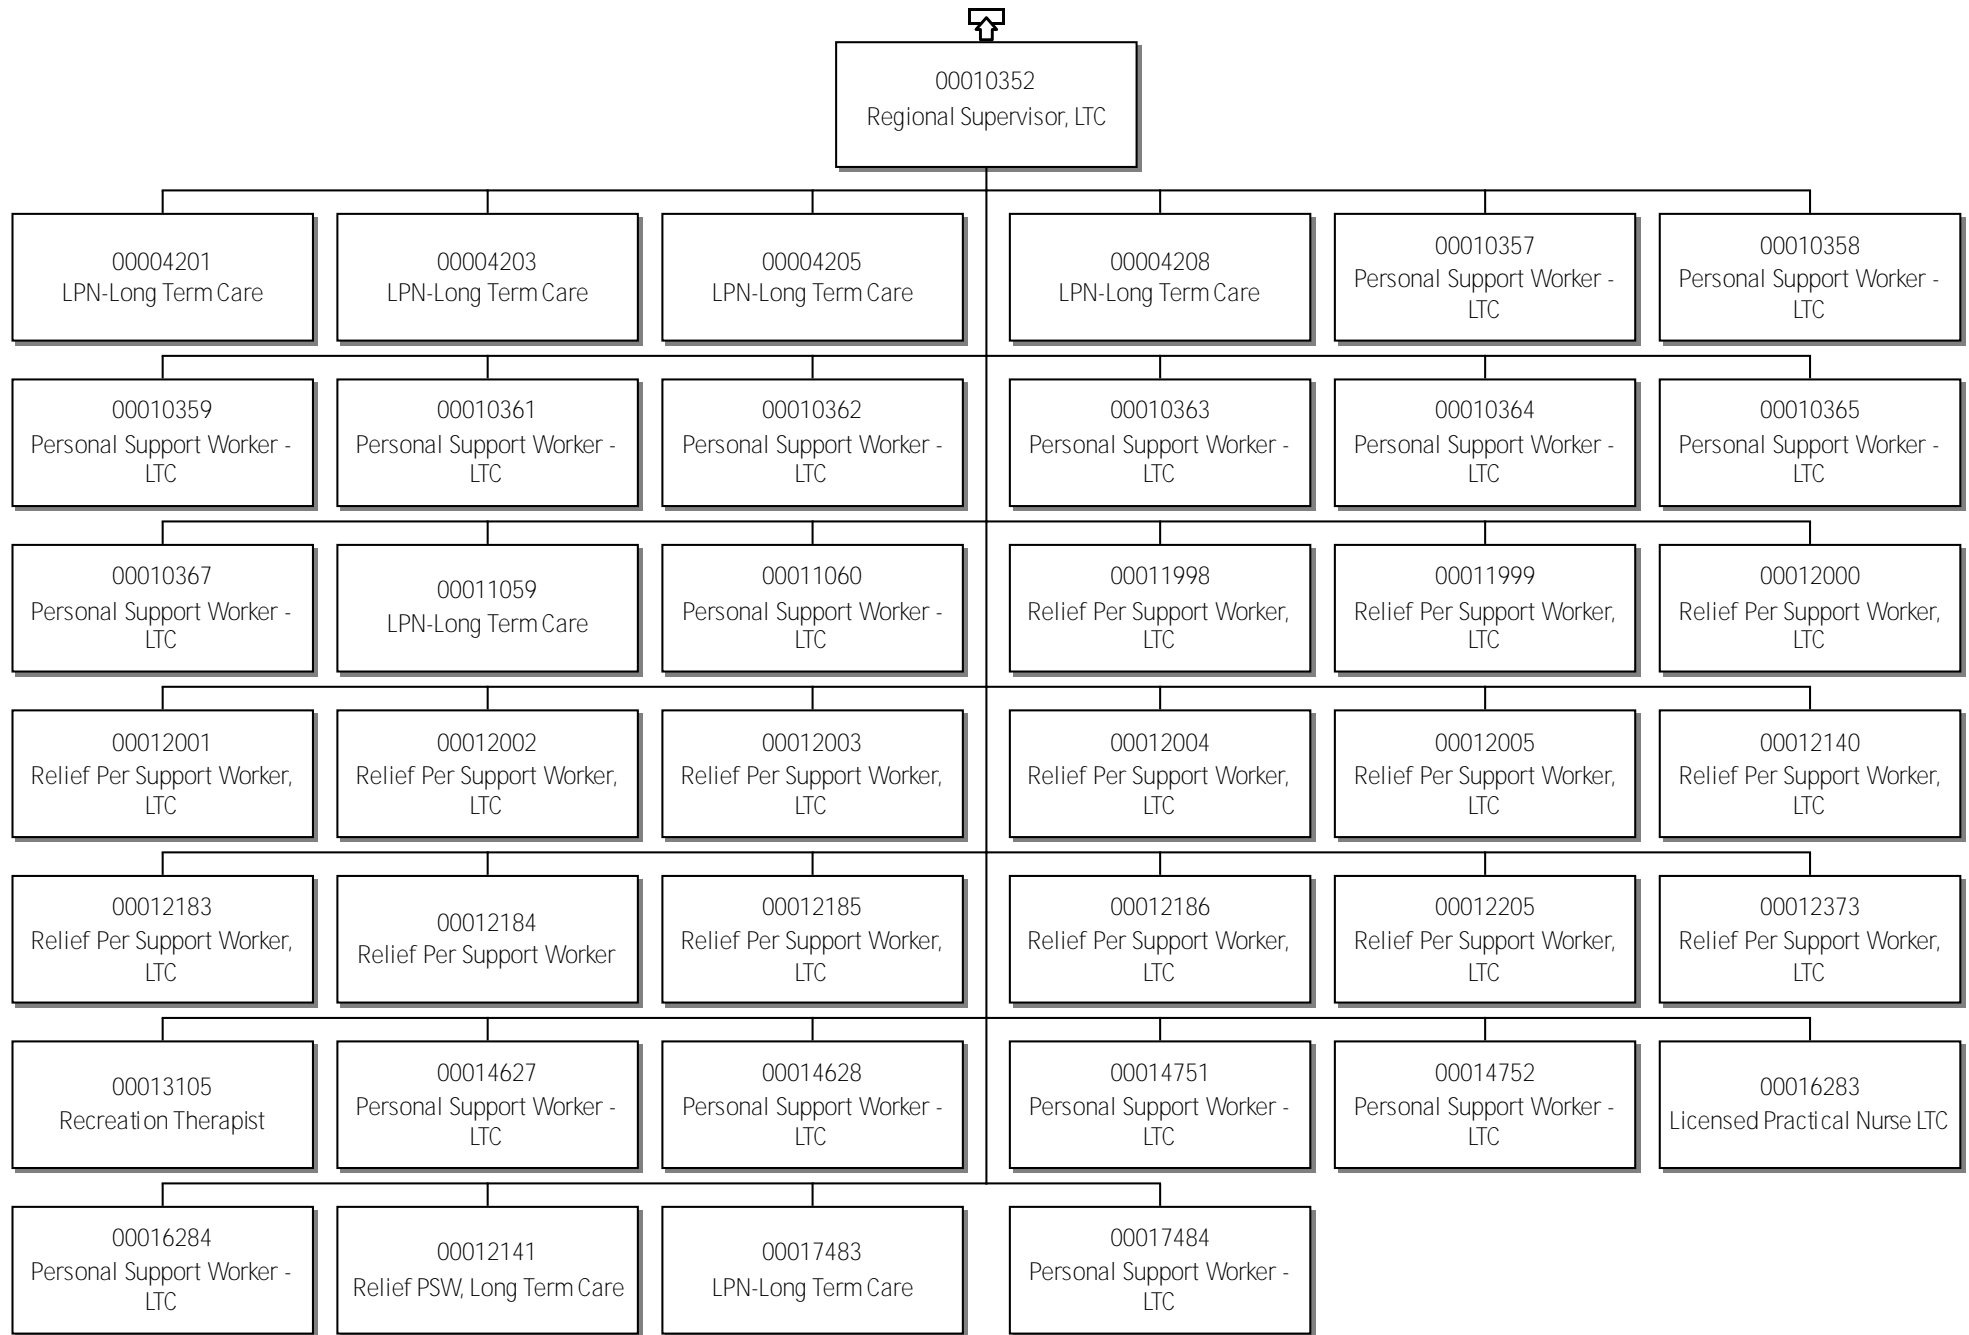 00010352
Regional Supervisor, LTC
00004201
LPN-Long Term Care
00004203
LPN-Long Term Care
00004205
LPN-Long Term Care
00004208
LPN-Long Term Care
00010357
Personal Support Worker -
LTC
00010358
Personal Support Worker -
LTC
00010359
Personal Support Worker -
LTC
00010361
Personal Support Worker -
LTC
00010362
Personal Support Worker -
LTC
00010363
Personal Support Worker -
LTC
00010364
Personal Support Worker -
LTC
00010365
Personal Support Worker -
LTC
00010367
Personal Support Worker -
LTC
00011059
LPN-Long Term Care
00011060
Personal Support Worker -
LTC
00011998
Relief Per Support Worker,
LTC
00011999
Relief Per Support Worker,
LTC
00012000
Relief Per Support Worker,
LTC
00012001
Relief Per Support Worker,
LTC
00012002
Relief Per Support Worker,
LTC
00012003
Relief Per Support Worker,
LTC
00012004
Relief Per Support Worker,
LTC
00012005
Relief Per Support Worker,
LTC
00012140
Relief Per Support Worker,
LTC
00012183
Relief Per Support Worker,
LTC
00012184
Relief Per Support Worker
00012185
Relief Per Support Worker,
LTC
00012186
Relief Per Support Worker,
LTC
00012205
Relief Per Support Worker,
LTC
00012373
Relief Per Support Worker,
LTC
00013105
Recreation Therapist
00014627
Personal Support Worker -
LTC
00014628
Personal Support Worker -
LTC
00014751
Personal Support Worker -
LTC
00014752
Personal Support Worker -
LTC
00016283
Licensed Practical Nurse LTC
00016284
Personal Support Worker -
LTC
00012141
Relief PSW, Long Term Care
00017483
LPN-Long Term Care
00017484
Personal Support Worker -
LTC